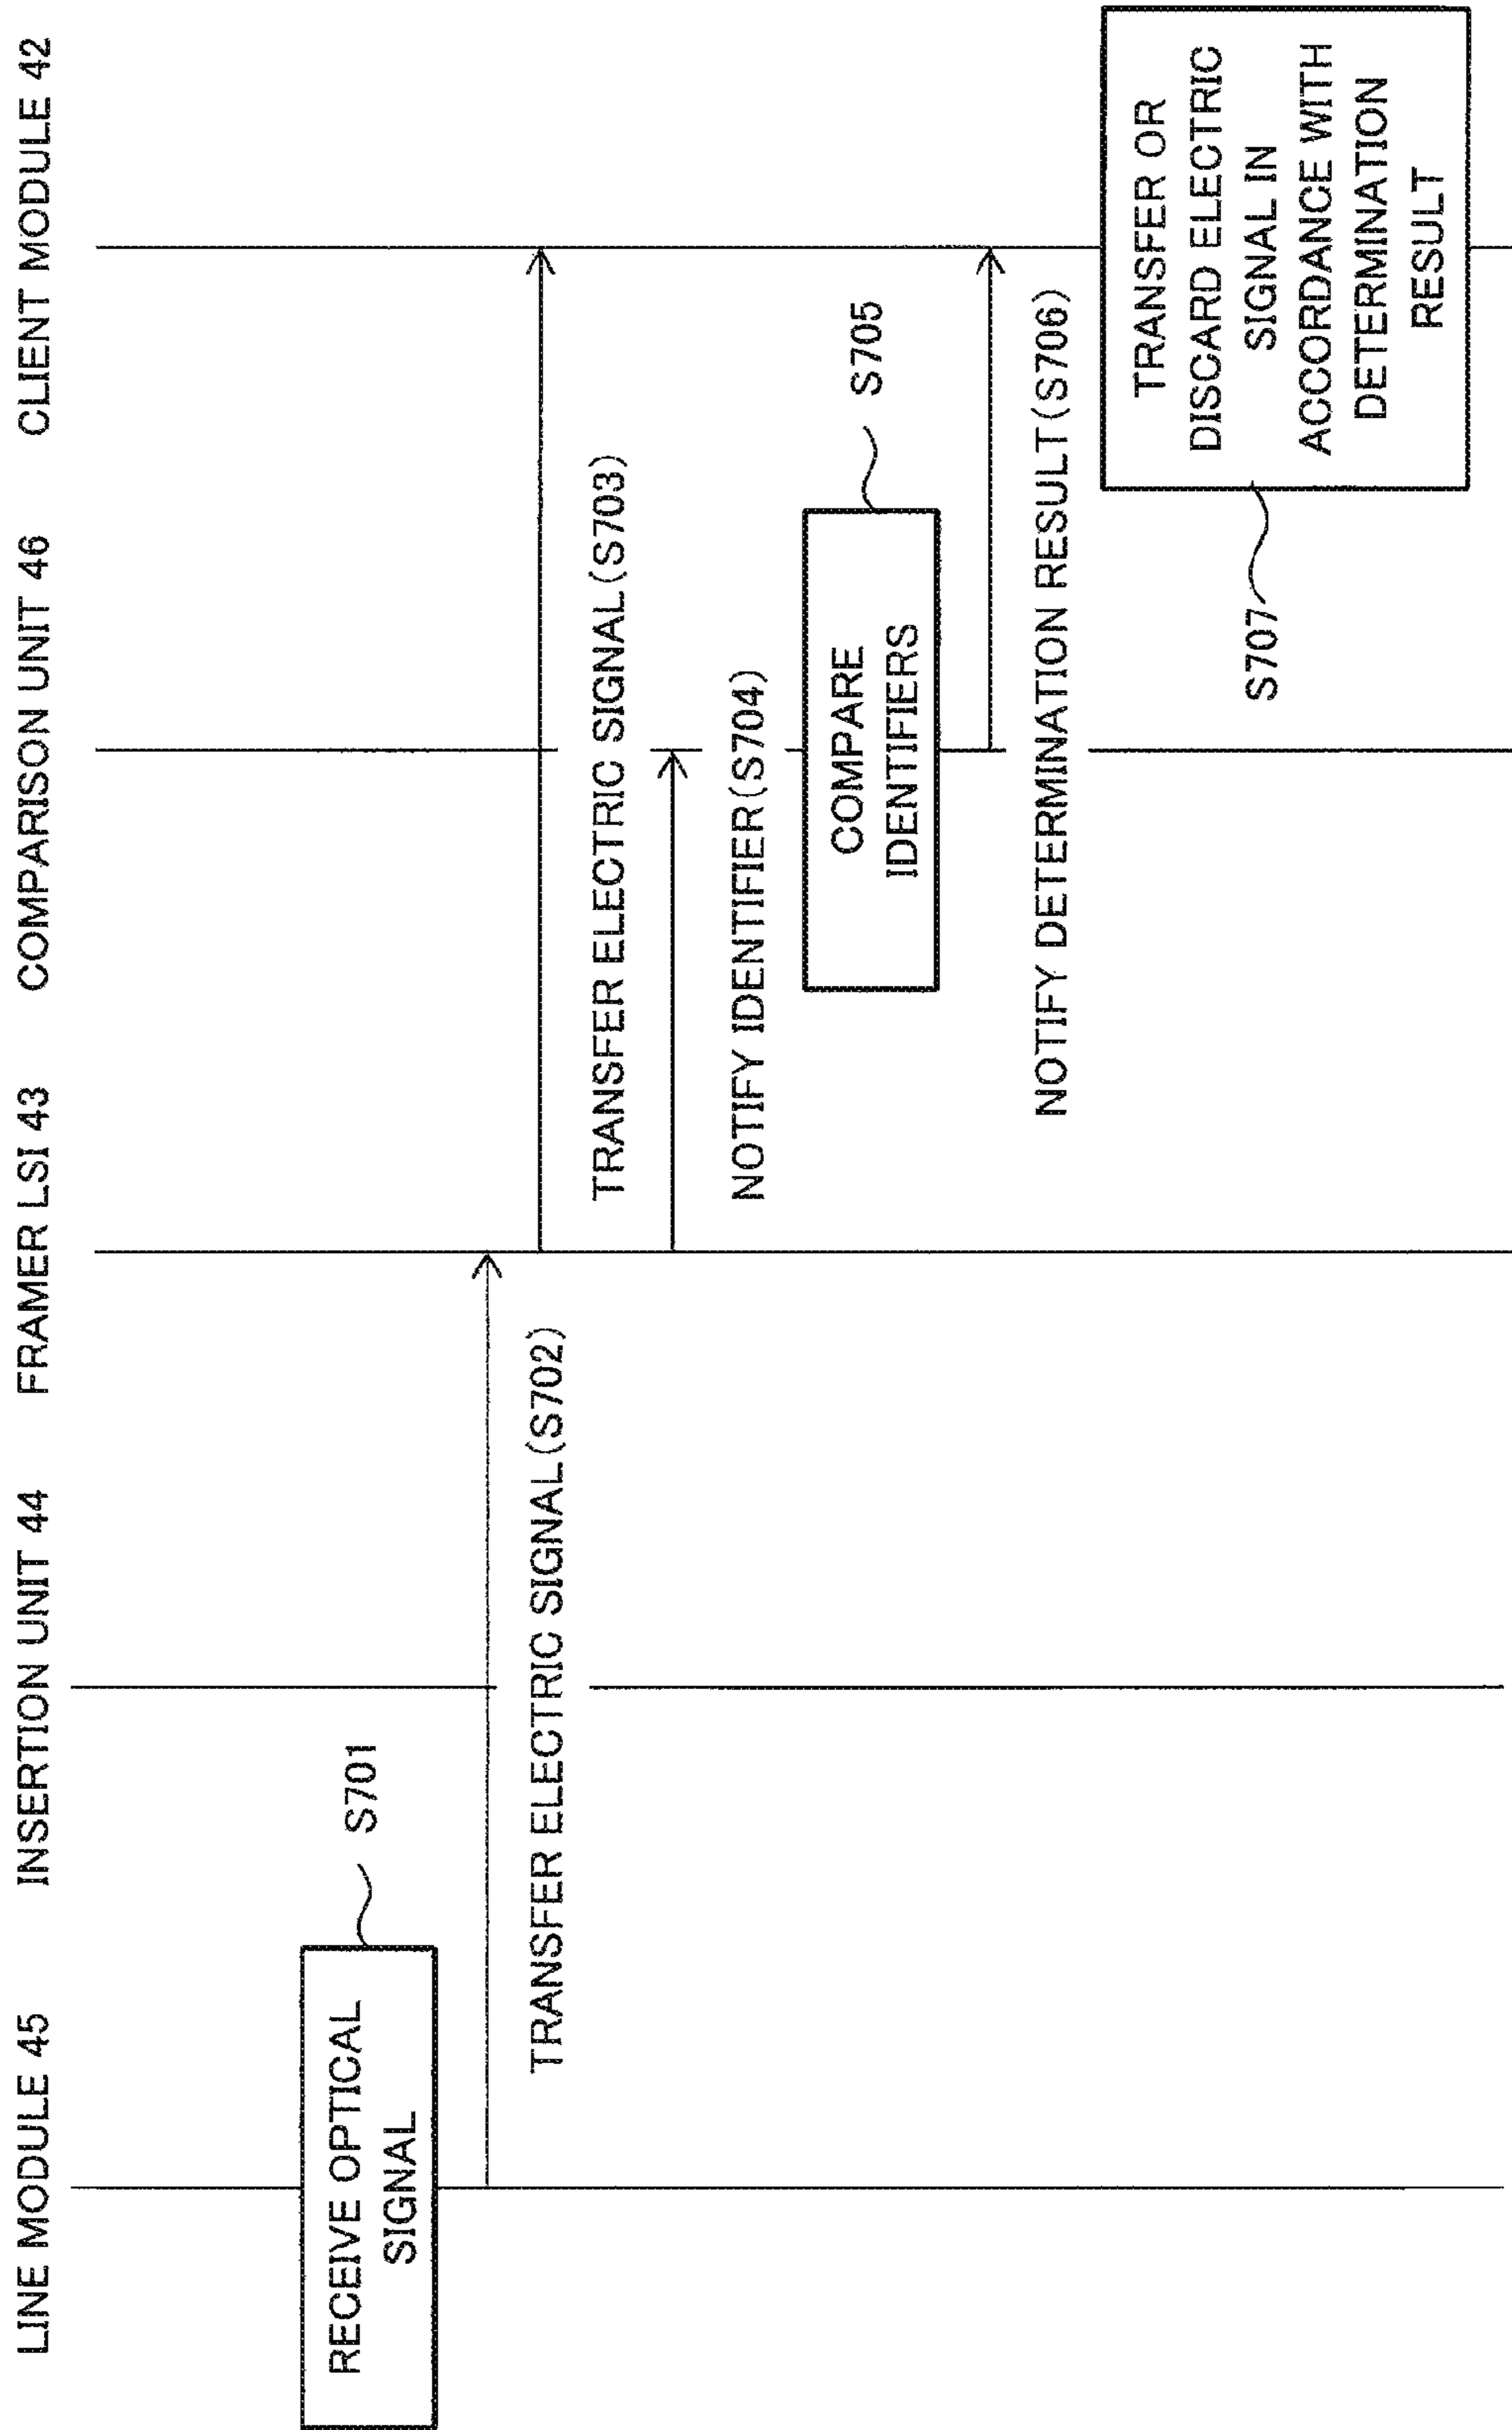 LINE MODULE 45
INSERTION UNIT 44
FRAMER LSI 43
COMPARISON UNIT 46
CLIENT MODULE 42
RECEIVE OPTICAL
SIGNAL
S701
TRANSFER ELECTRIC SIGNAL(S702)
TRANSFER ELECTRIC SIGNAL(S703)
NOTIFY IDENTIFIER(S704)
COMPARE
IDENTIFIERS
S705
NOTIFY DETERMINATION RESULT(S706)
TRANSFER OR
DISCARD ELECTRIC
SIGNAL IN
ACCORDANCE WITH
DETERMINATION
RESULT
S707